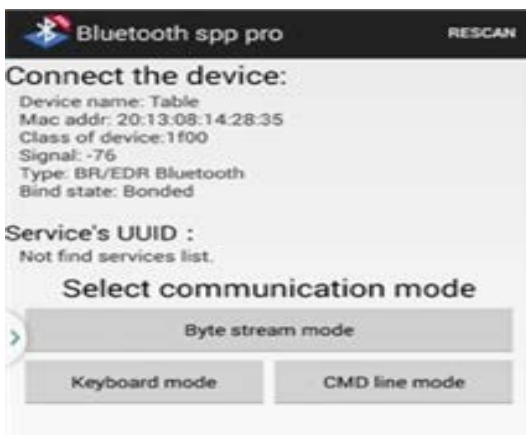 Bluetooth spp pro RESCAN
Connect the device:
Device name: Table
Mac addr: 20:13:08:14:28:35
Class of device:1f00
Signal: -76
Type: BR/EDR Bluetooth
Bind state: Bonded
Service's UUID :
Not find services list.
Select communication mode
Byte stream mode
Keyboard mode CMD line mode